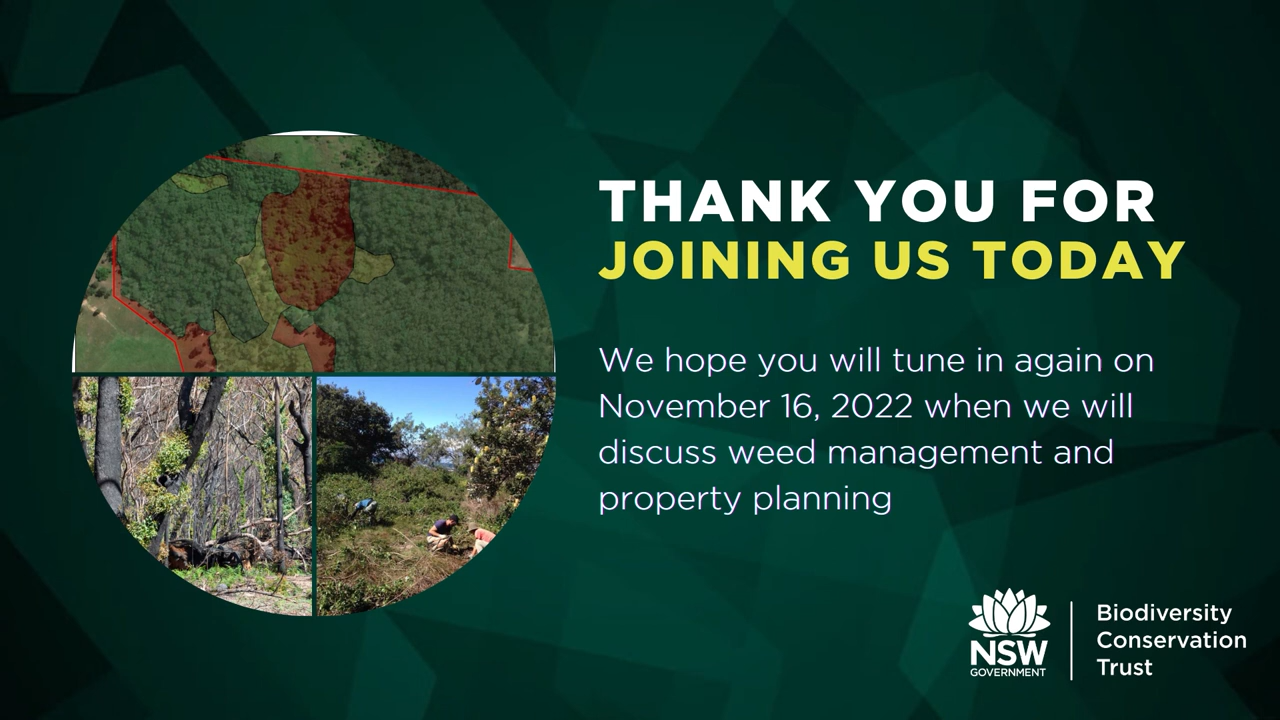 THANK YOU FOR
JOINING US TODAY
We hope you will tune in again on
November 16, 2022 when we will
discuss weed management and
property planning
NSW
GOVERNMENT
Biodiversity
Conservation
Trust